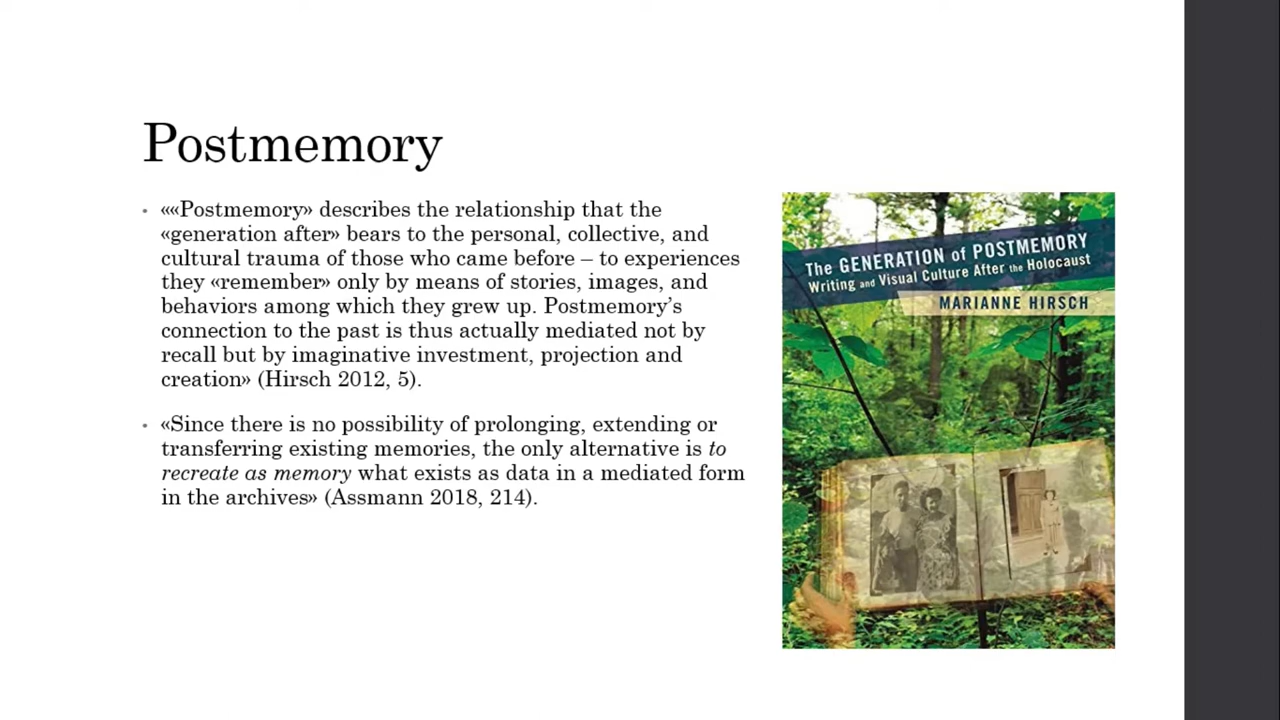 Postmemory
• ««Postmemory» describes the relationship that the
«generation after» bears to the personal, collective, and
cultural trauma of those who came before – to experiences
they «remember» only by means of stories, images, and
behaviors among which they grew up. Postmemory’s
connection to the past is thus actually mediated not by
recall but by imaginative investment, projection and
creation» (Hirsch 2012, 5).
• «Since there is no possibility of prolonging, extending or
transferring existing memories, the only alternative is to
recreate as memory what exists as data in a mediated form
in the archives» (Assmann 2018, 214).
The GENERATION of POSTMEMORY
Writing and Visual Culture After the Holocaust
MARIANNE HIRSCH